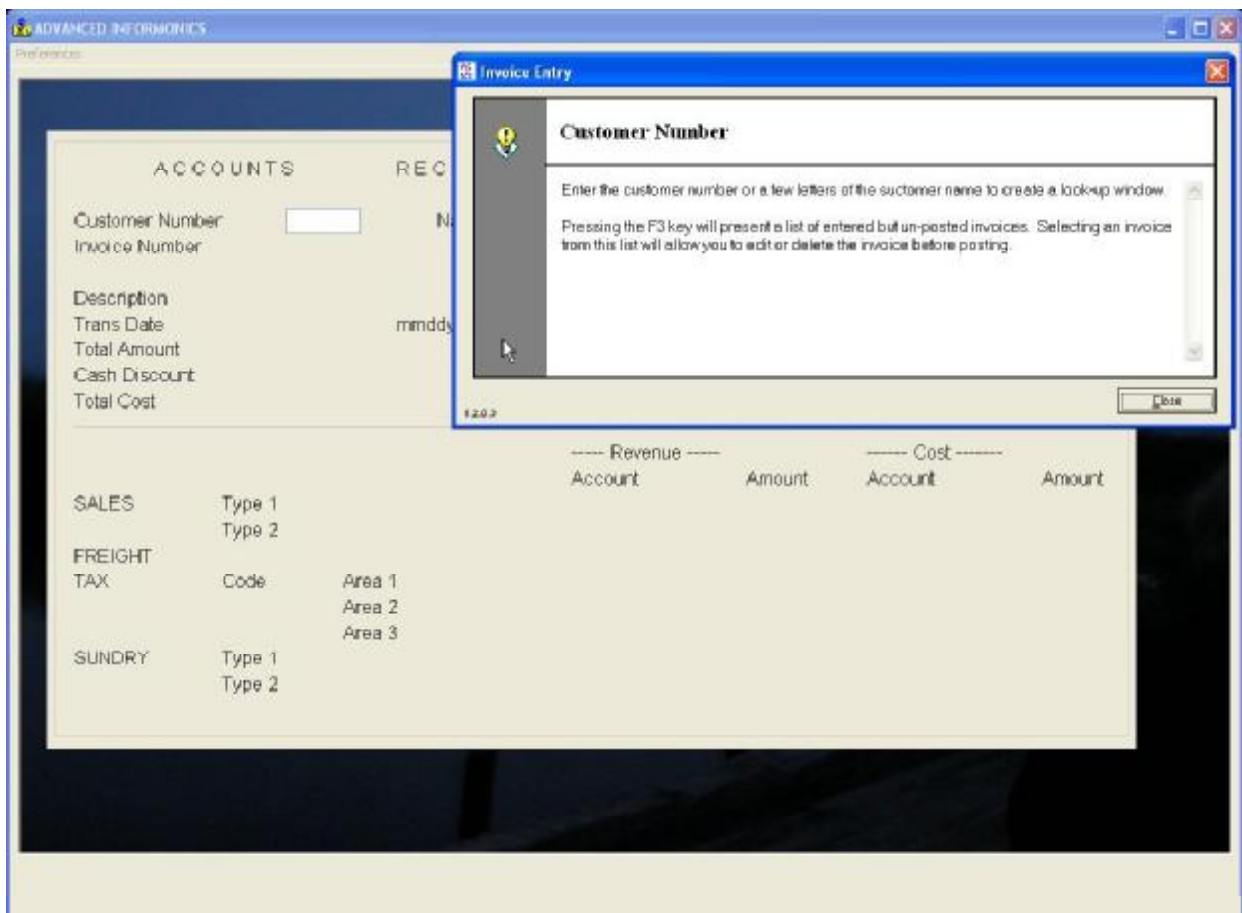 ADVANCED INFORMONICS
Preferences
Invoice Entry
Customer Number
Enter the customer number or a few letters of the suctomer name to create a look-up window.
Pressing the F3 key will present a list of entered but un-posted invoices. Selecting an invoice
from this list will allow you to edit or delete the invoice before posting.
Close
ACCOUNTS REC
Customer Number Na
Invoice Number
Description
Trans Date mmddy
Total Amount
Cash Discount
Total Cost
----- Revenue ----- ------ Cost -------
Account Amount Account Amount
SALES Type 1
Type 2
FREIGHT
TAX Code Area 1
Area 2
Area 3
SUNDRY Type 1
Type 2